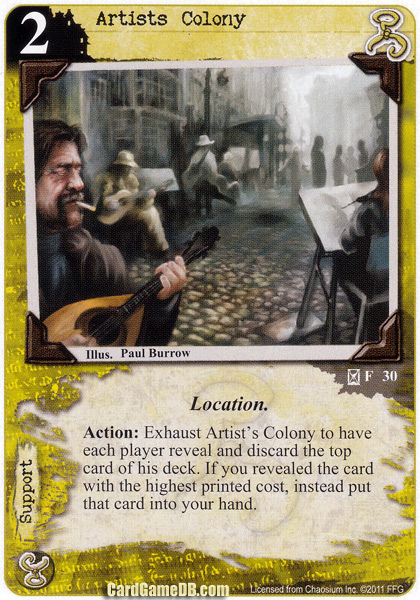 2
Artists Colony
Illus. Paul Burrow
F 30
Location.
Action: Exhaust Artist's Colony to have
each player reveal and discard the top
card of his deck. If you revealed the card
with the highest printed cost, instead put
that card into your hand.
Support
CardGameDB.com
Licensed from Chaosium Inc. ©2011 FFG